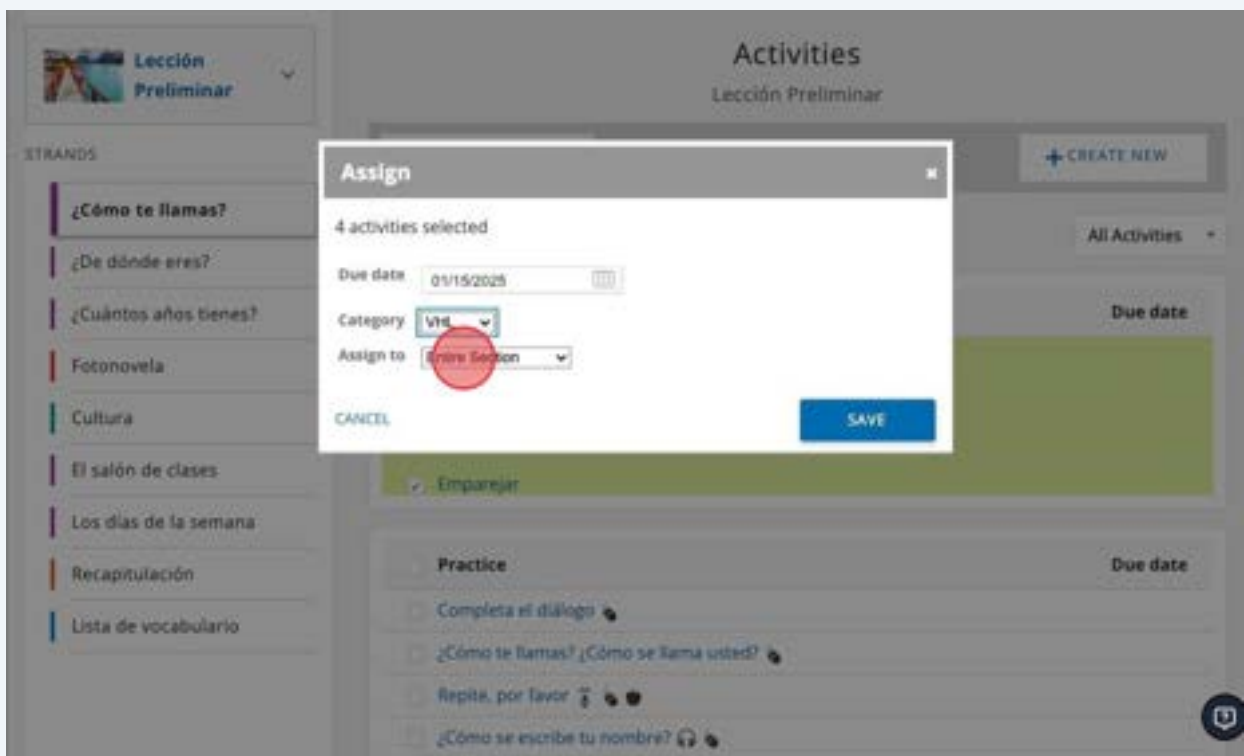 Lección
Preliminar
STRANDS
¿Cómo te llamas?
¿De dónde eres?
¿Cuántos años tienes?
Fotonovela
Cultura
El salón de clases
Los días de la semana
Recapitulación
Lista de vocabulario
Activities
Lección Preliminar
CREATE NEW
All Activities
Due date
Assign
4 activities selected
Due date 01/15/2025
Category VHL
Assign to Entire Section
CANCEL SAVE
Emparejar
Practice Due date
Completa el diálogo
¿Cómo te llamas? ¿Cómo se llama usted?
Repite, por favor
¿Cómo se escribe tu nombre?